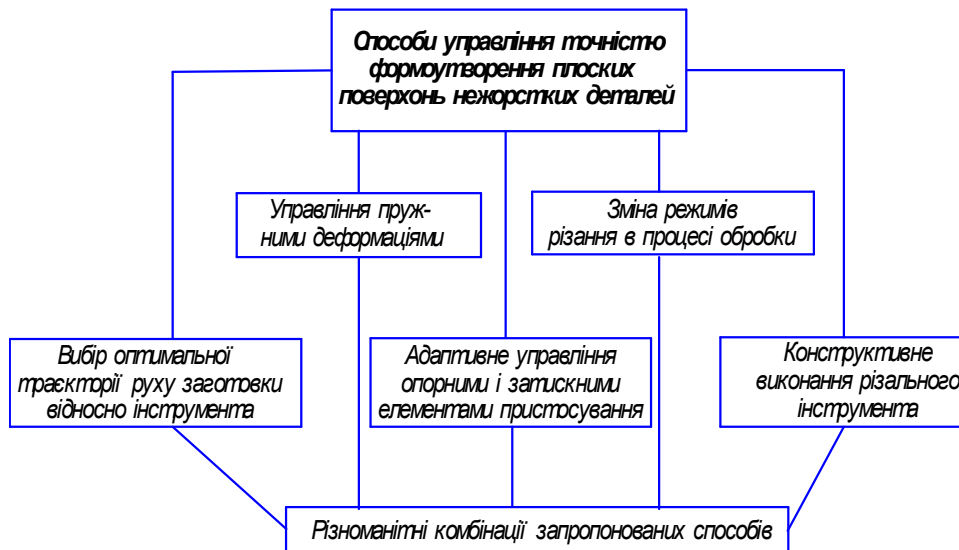 Способи управління точністю
формоутворення плоских
поверхонь нежорстких деталей
Управління пруж-
ними деформаціями
Зміна режимів
різання в процесі обробки
Вибір оптимальної
траєкторії руху заготовки
відносно інструмента
Адаптивне управління
опорними і затискними
елементами пристосування
Конструктивне
виконання різального
інструмента
Різноманітні комбінації запропонованих способів